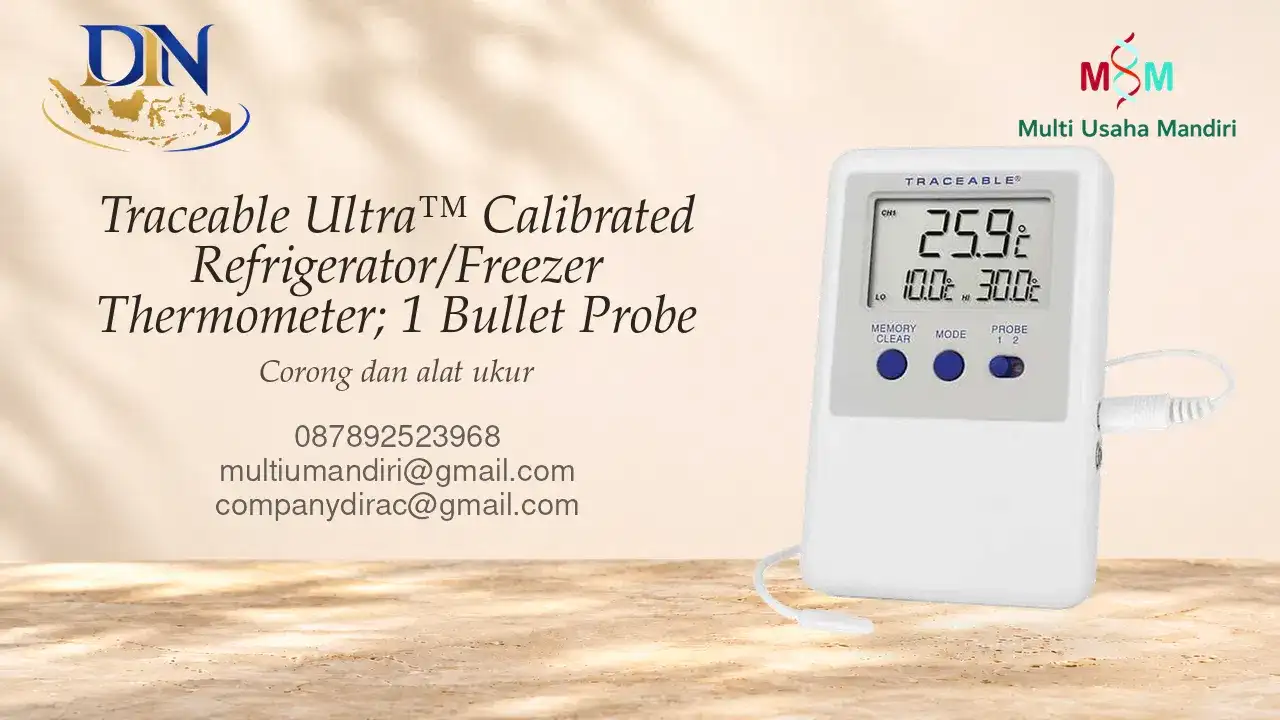 DN
M M
Multi Usaha Mandiri
Traceable Ultra™ Calibrated
Refrigerator/Freezer
Thermometer; 1 Bullet Probe
Corong dan alat ukur
087892523968
multiumandiri@gmail.com
companydirac@gmail.com
TRACEABLE®
CH1
25.9°C
LO 10.0°C HI 30.0°C
MEMORY CLEAR
MODE
PROBE
1 2